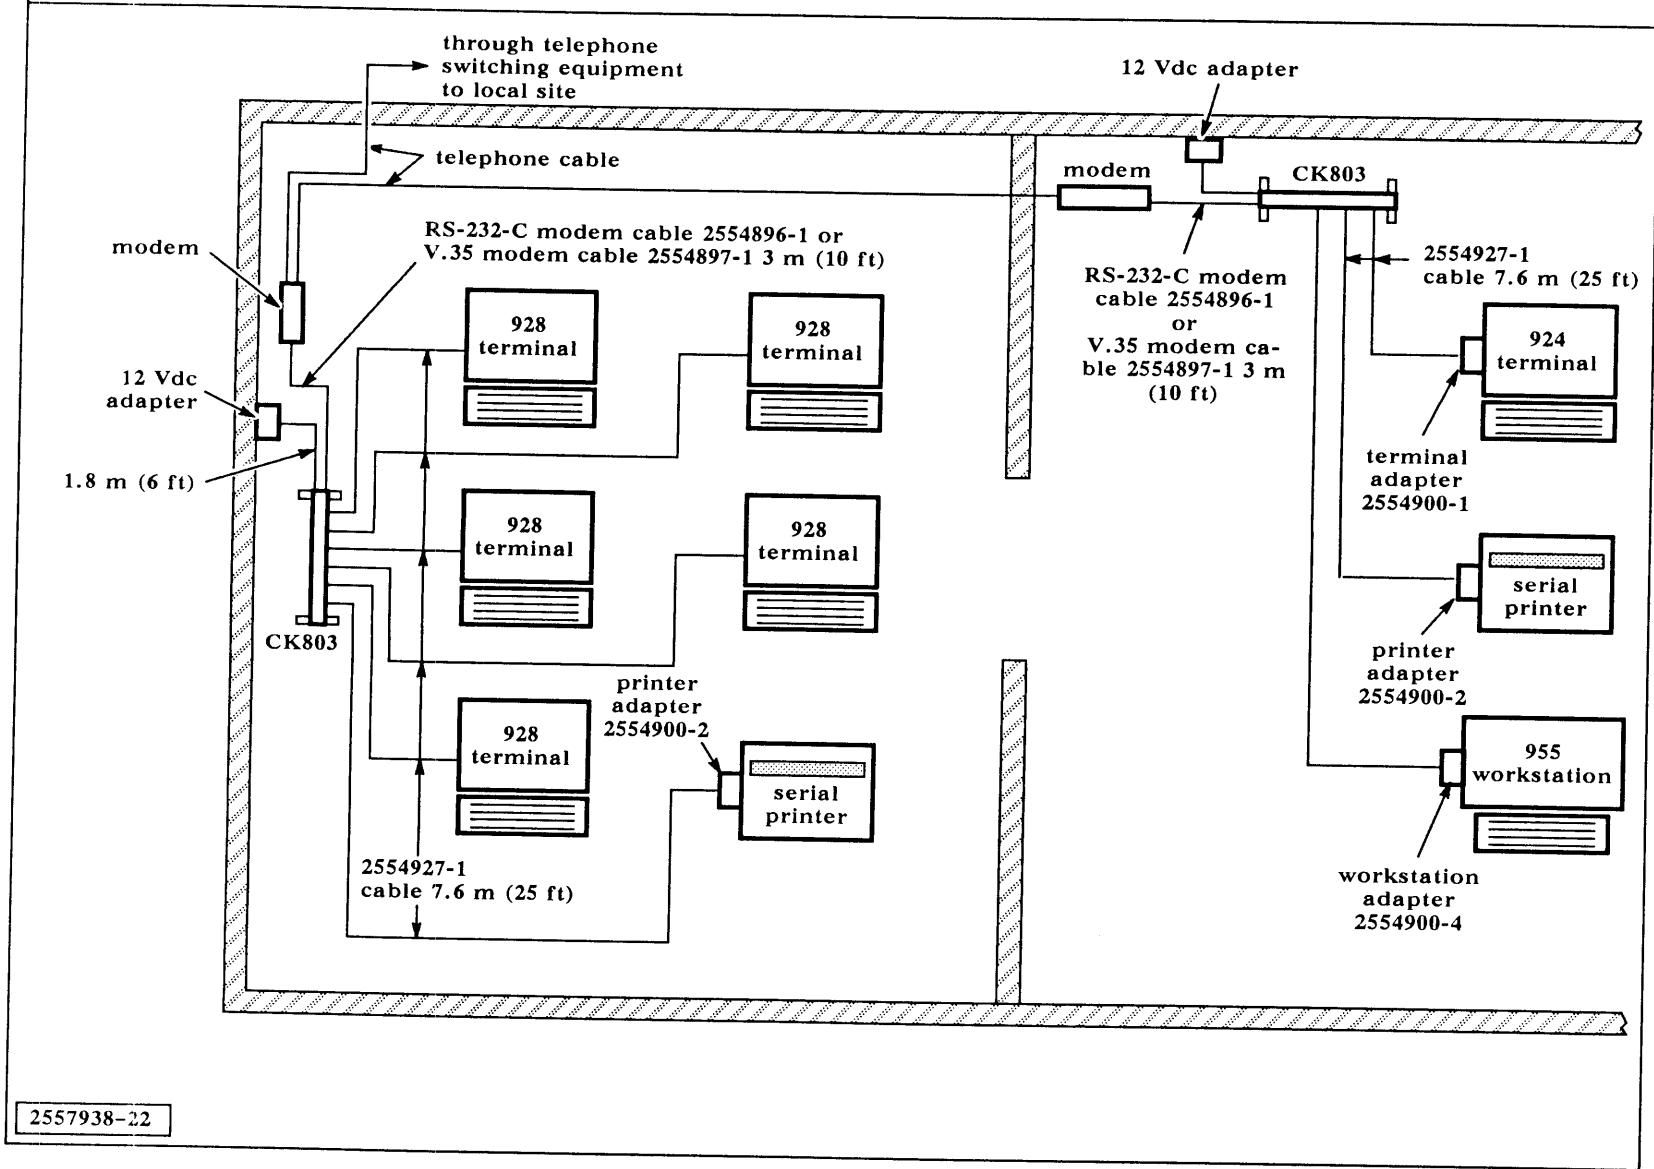 through telephone
switching equipment
to local site
12 Vdc adapter
telephone cable
modem
CK803
RS-232-C modem cable 2554896-1 or
V.35 modem cable 2554897-1 3 m (10 ft)
modem
2554927-1
cable 7.6 m (25 ft)
RS-232-C modem
cable 2554896-1
or
V.35 modem ca-
ble 2554897-1 3 m
(10 ft)
928
terminal
928
terminal
924
terminal
12 Vdc
adapter
1.8 m (6 ft)
terminal
adapter
2554900-1
928
terminal
928
terminal
serial
printer
CK803
printer
adapter
2554900-2
printer
adapter
2554900-2
928
terminal
955
workstation
serial
printer
2554927-1
cable 7.6 m (25 ft)
workstation
adapter
2554900-4
2557938-22